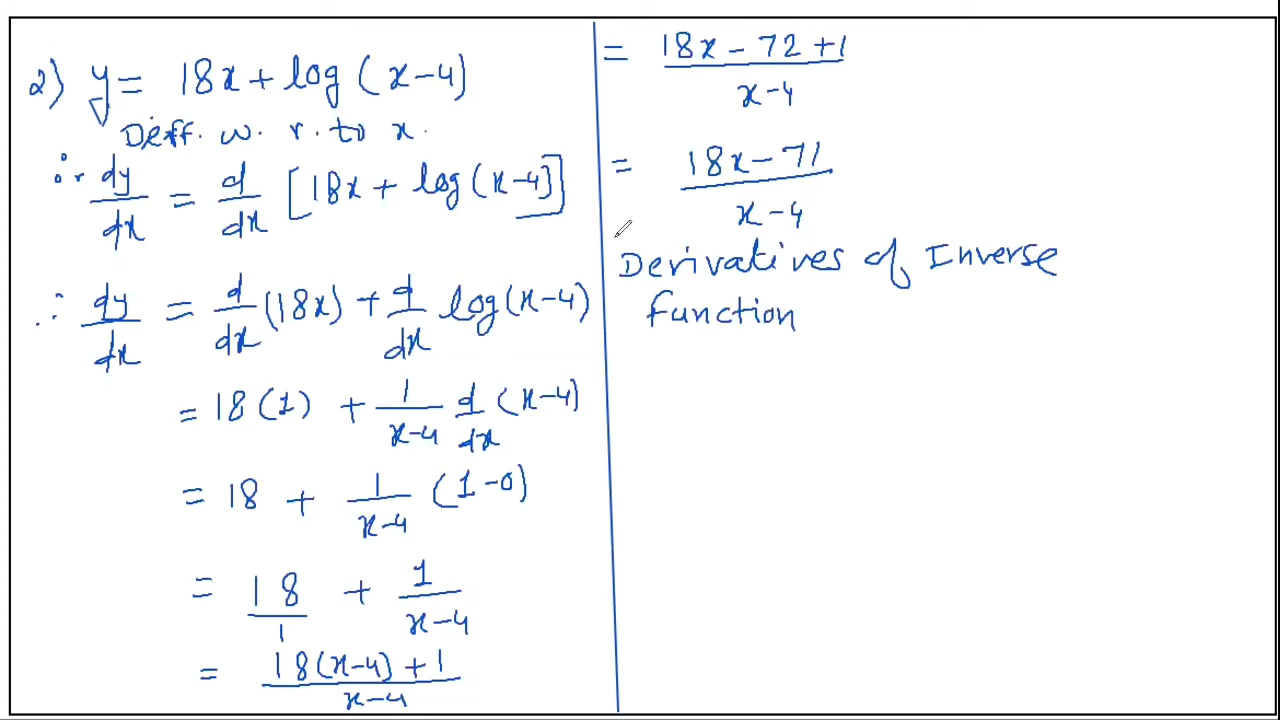 2) y = 18x + log (x-4)
Deff. w. r. to x.
∴ dy/dx = d/dx [18x + log(x-4)]
∴ dy/dx = d/dx (18x) + d/dx log(x-4)
= 18(1) + 1/(x-4) d/dx (x-4)
= 18 + 1/(x-4) (1-0)
= 18/1 + 1/(x-4)
= (18(x-4)+1)/(x-4)
= (18x-72+1)/(x-4)
= (18x-71)/(x-4)
Derivatives of Inverse
function